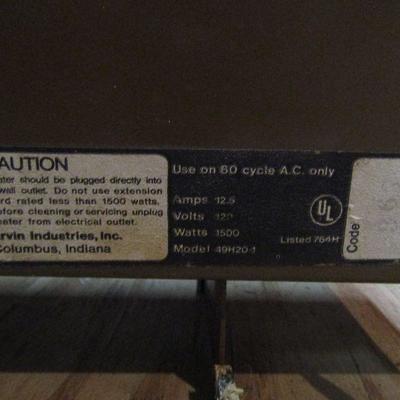 AUTION
ater should be plugged directly into
wall outlet. Do not use extension
rd rated less than 1500 watts.
efore cleaning or servicing unplug
eater from electrical outlet.
rvin Industries, Inc.
Columbus, Indiana
Use on 60 cycle A.C. only
Amps 12.5
Volts 120
Watts 1500
Model 49H20-1
UL
Listed 764H
Code